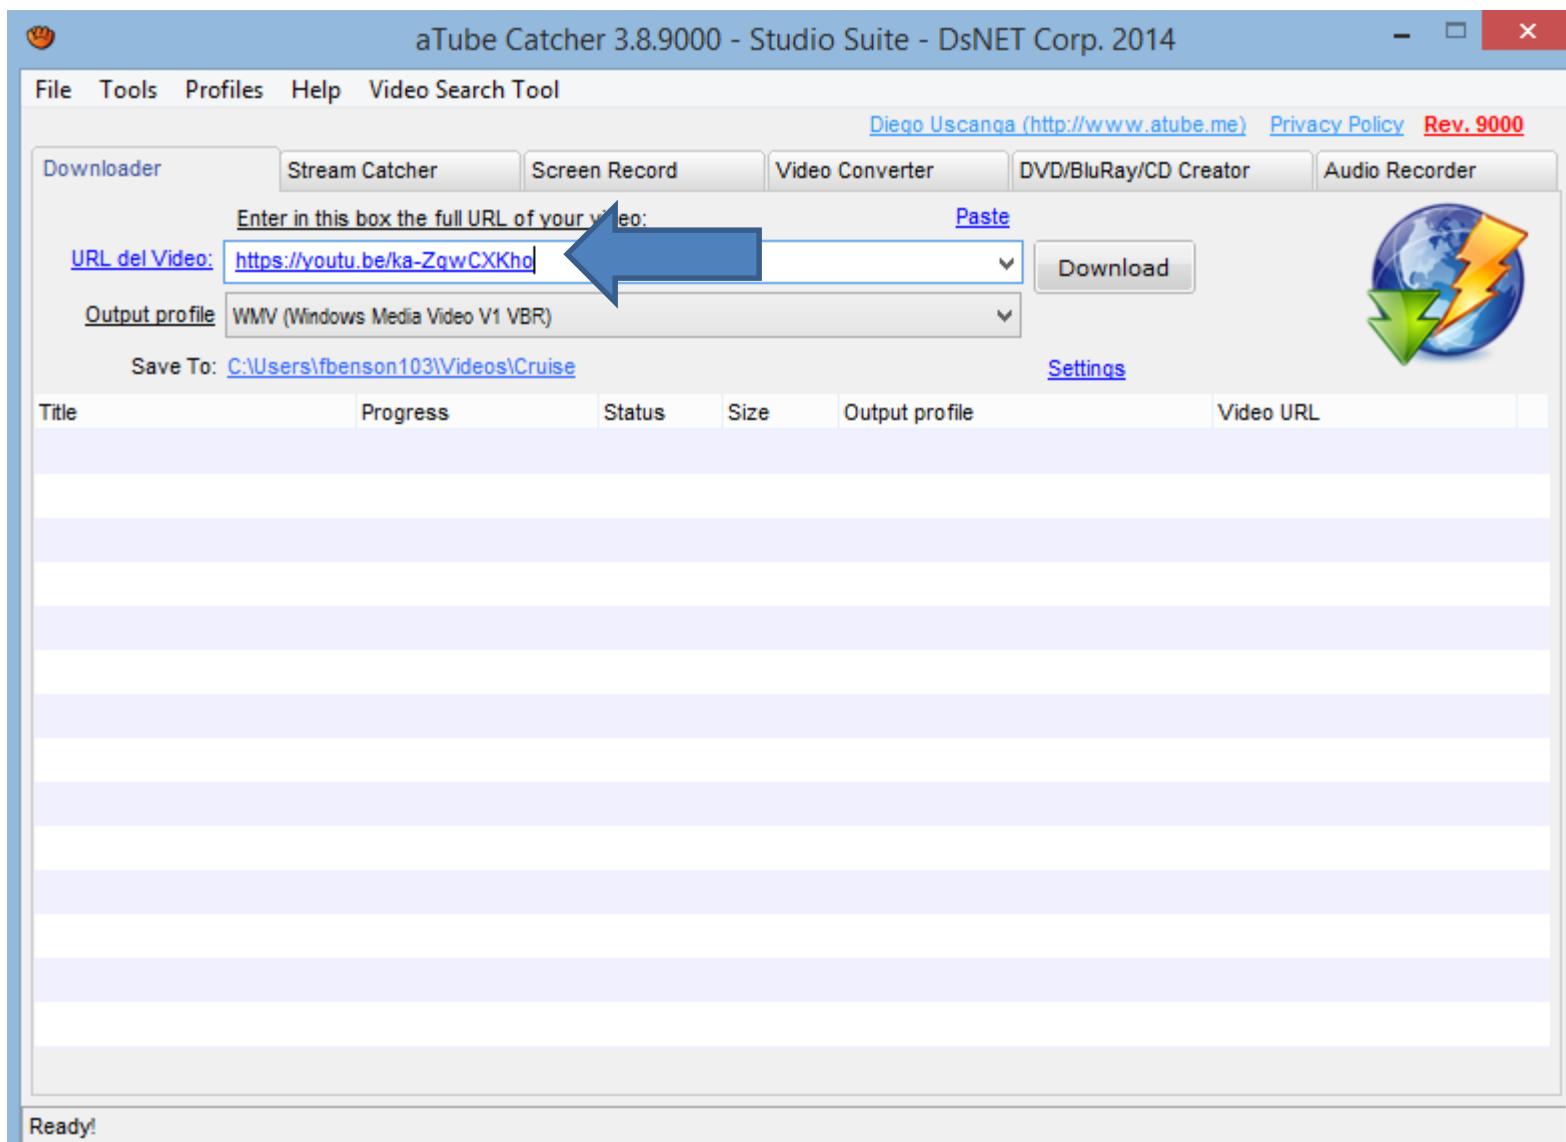 aTube Catcher 3.8.9000 - Studio Suite - DsNET Corp. 2014
File Tools Profiles Help Video Search Tool
Diego Uscanga (http://www.atube.me) Privacy Policy Rev. 9000
Downloader Stream Catcher Screen Record Video Converter DVD/BluRay/CD Creator Audio Recorder
Enter in this box the full URL of your video: Paste
URL del Video: https://youtu.be/ka-ZqwCXKho Download
Output profile WMV (Windows Media Video V1 VBR)
Save To: C:\Users\fbenson103\Videos\Cruise Settings
Title Progress Status Size Output profile Video URL
Ready!